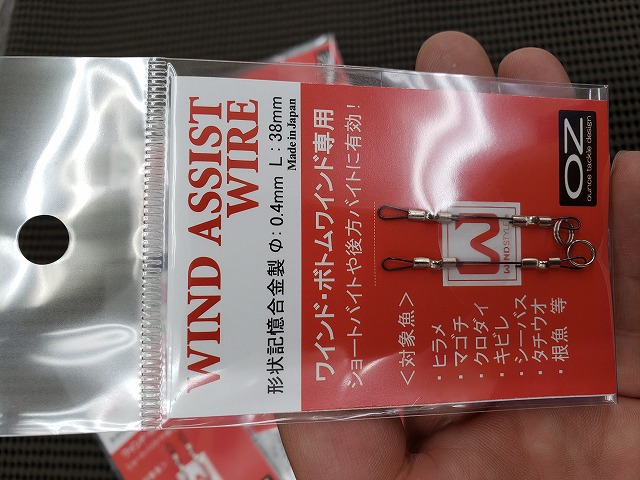 WIND ASSIST
WIRE
形状記憶合金製 Φ:0.4mm L:38mm
Made in Japan
ワインド・ボトムワインド専用
ショートバイトや後方バイトに有効!
<対象魚>
・ヒラメ
・マゴチ
・クロダイ
・キビレ
・シーバス
・タチウオ
・根魚 等
WINDSTYLE
OZ
ounce tackle design